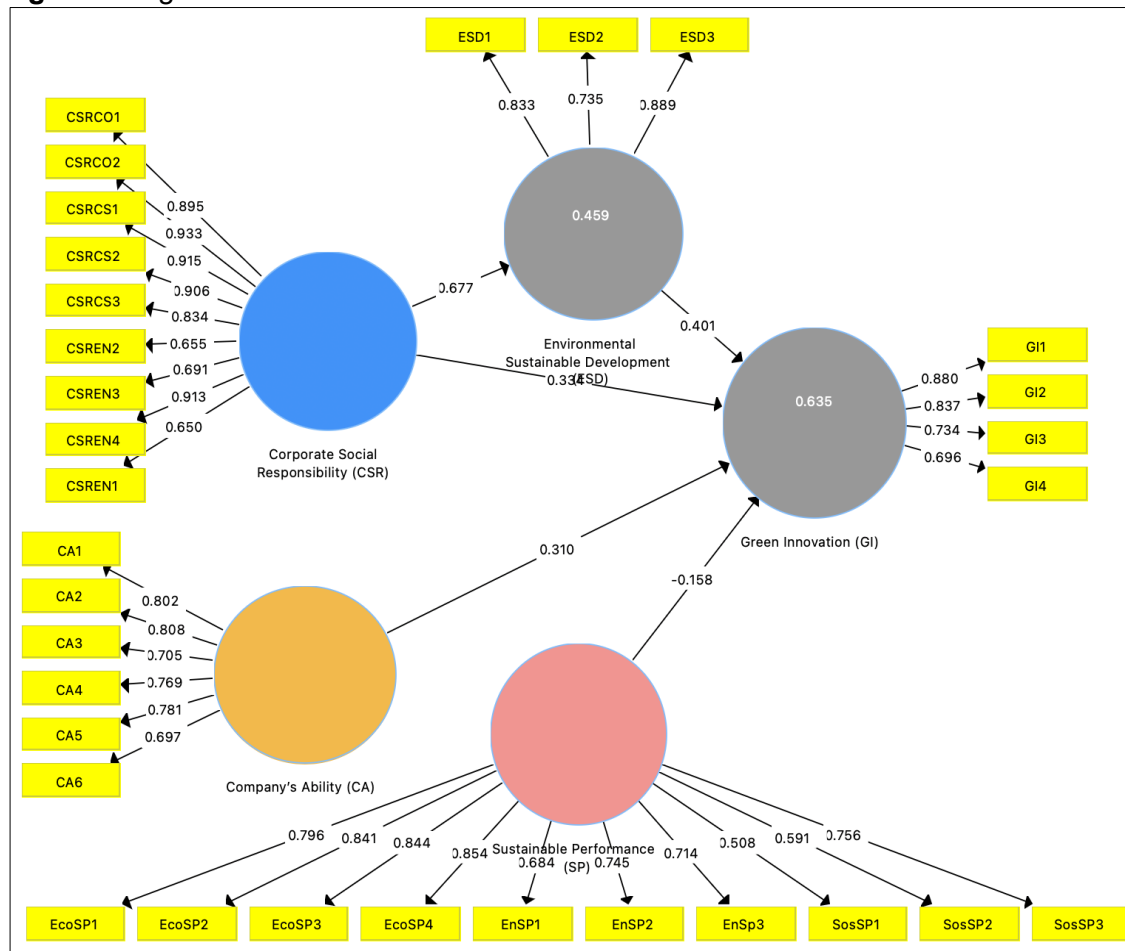 ESD1
ESD2
ESD3
0.833
0.735
0.889
CSRCO1
CSRCO2
CSRCS1
CSRCS2
CSRCS3
CSREN2
CSREN3
CSREN4
CSREN1
0.895
0.933
0.915
0.906
0.834
0.655
0.691
0.913
0.650
0.459
0.677
0.401
Environmental
Sustainable Development
(ESD)
0.334
Corporate Social
Responsibility (CSR)
0.635
GI1
GI2
GI3
GI4
0.880
0.837
0.734
0.696
Green Innovation (GI)
CA1
CA2
CA3
CA4
CA5
CA6
0.802
0.808
0.705
0.769
0.781
0.697
0.310
-0.158
Company's Ability (CA)
Sustainable Performance
(SP)
0.796
0.841
0.844
0.854
0.684
0.745
0.714
0.508
0.591
0.756
EcoSP1
EcoSP2
EcoSP3
EcoSP4
EnSP1
EnSP2
EnSp3
SosSP1
SosSP2
SosSP3